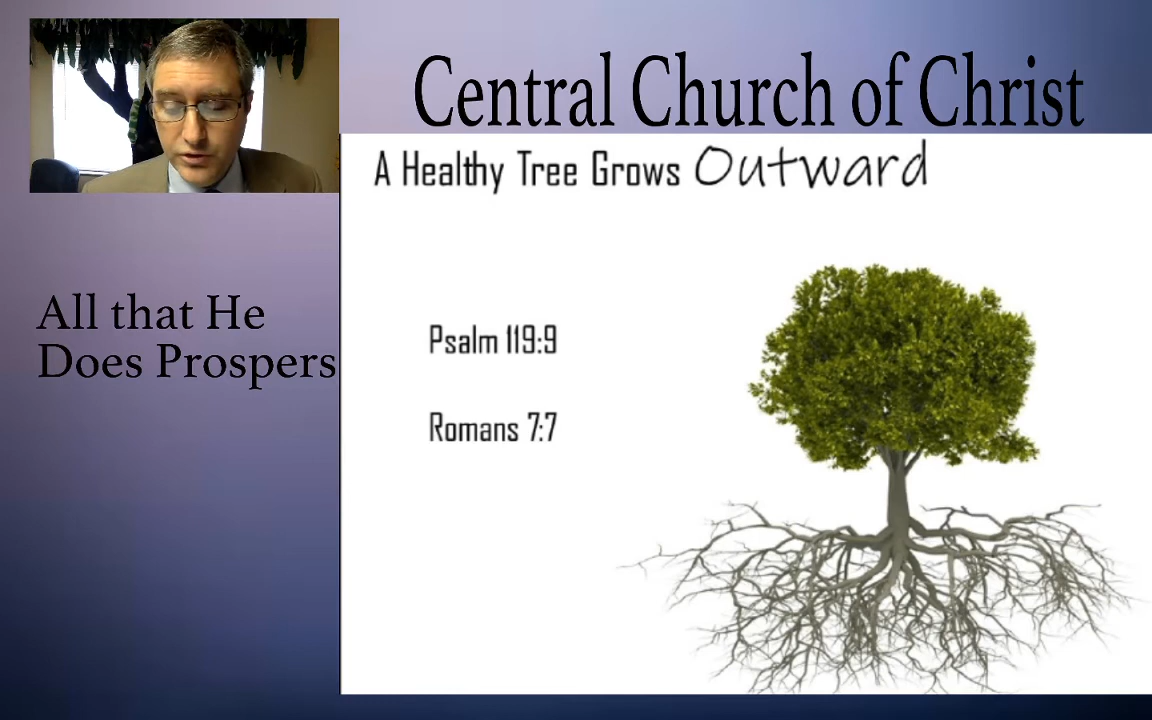 Central Church of Christ
A Healthy Tree Grows Outward
All that He
Does Prospers
Psalm 119:9
Romans 7:7